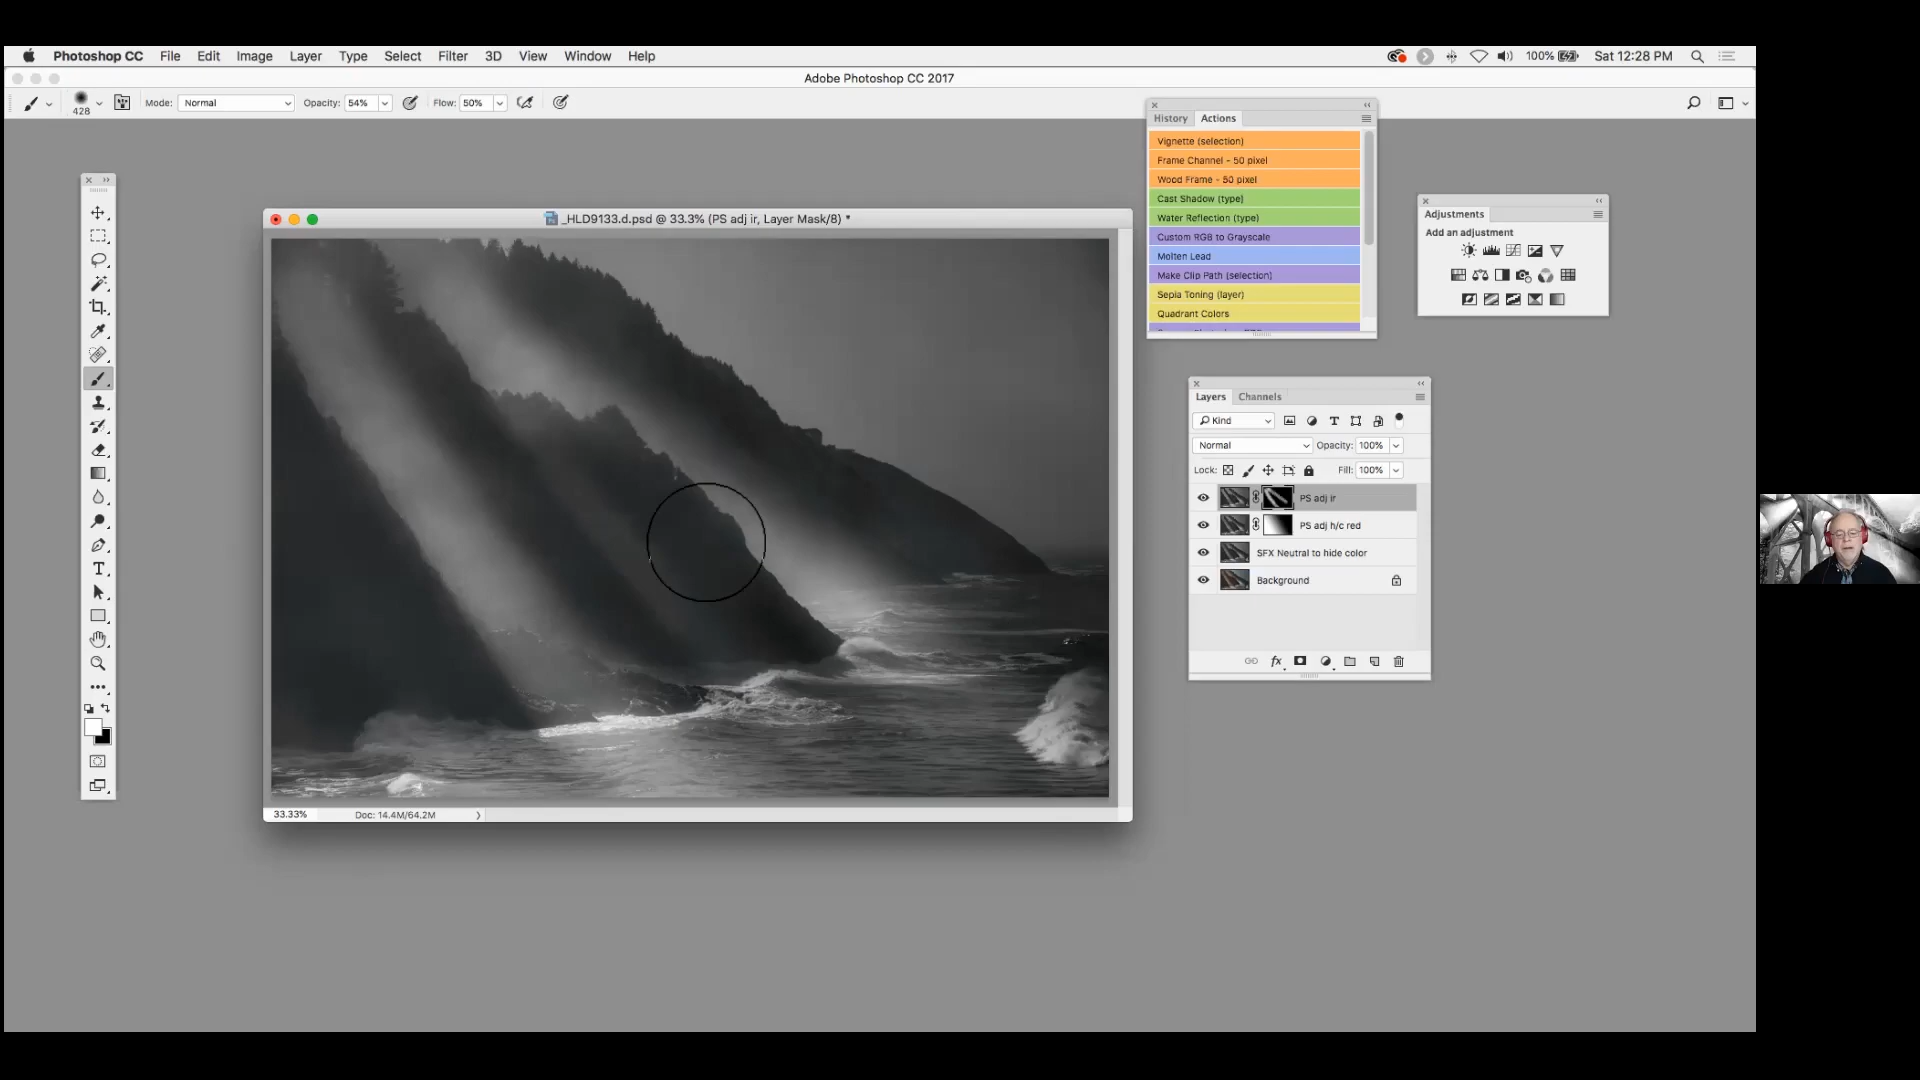 Photoshop CC File Edit Image Layer Type Select Filter 3D View Window Help 100% Sat 12:28 PM
Adobe Photoshop CC 2017
428 Mode: Normal Opacity: 54% Flow: 50%
History Actions
Vignette (selection)
Frame Channel - 50 pixel
Wood Frame - 50 pixel
Cast Shadow (type)
Water Reflection (type)
Custom RGB to Grayscale
Molten Lead
Make Clip Path (selection)
Sepia Toning (layer)
Quadrant Colors
Adjustments
Add an adjustment
_HLD9133.d.psd @ 33.3% (PS adj ir, Layer Mask/8) *
Layers Channels
Kind
Normal Opacity: 100%
Lock: Fill: 100%
PS adj ir
PS adj h/c red
SFX Neutral to hide color
Background
fx
33.33% Doc: 14.4M/64.2M